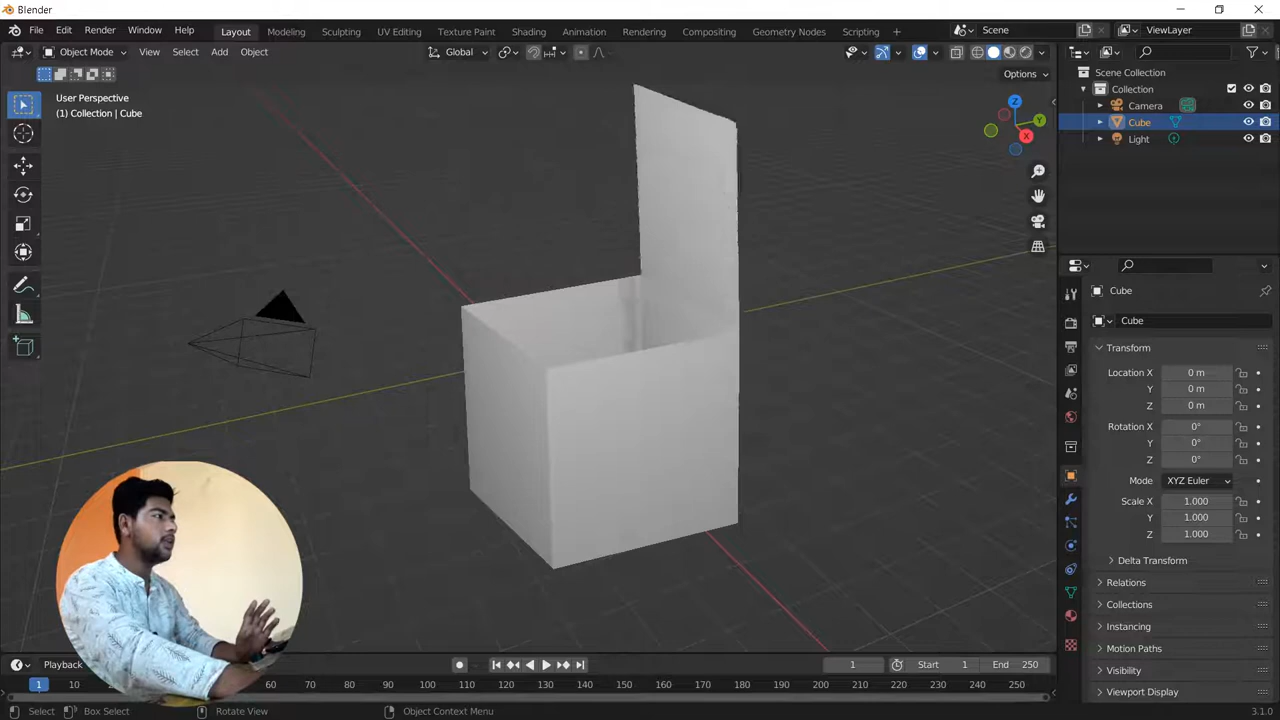 Blender
File Edit Render Window Help Layout Modeling Sculpting UV Editing Texture Paint Shading Animation Rendering Compositing Geometry Nodes Scripting Scene ViewLayer
Object Mode View Select Add Object Global
Options
User Perspective
(1) Collection | Cube
Z
Y
X
Scene Collection
Collection
Camera
Cube
Light
Cube
Cube
Transform
Location X 0 m
Y 0 m
Z 0 m
Rotation X 0°
Y 0°
Z 0°
Mode XYZ Euler
Scale X 1.000
Y 1.000
Z 1.000
Delta Transform
Relations
Collections
Instancing
Motion Paths
Visibility
Viewport Display
Playback 1 Start 1 End 250
1 10 60 70 80 90 100 110 120 130 140 150 160 170 180 190 200 210 220 230 240 250
Select Box Select Rotate View Object Context Menu 3.1.0